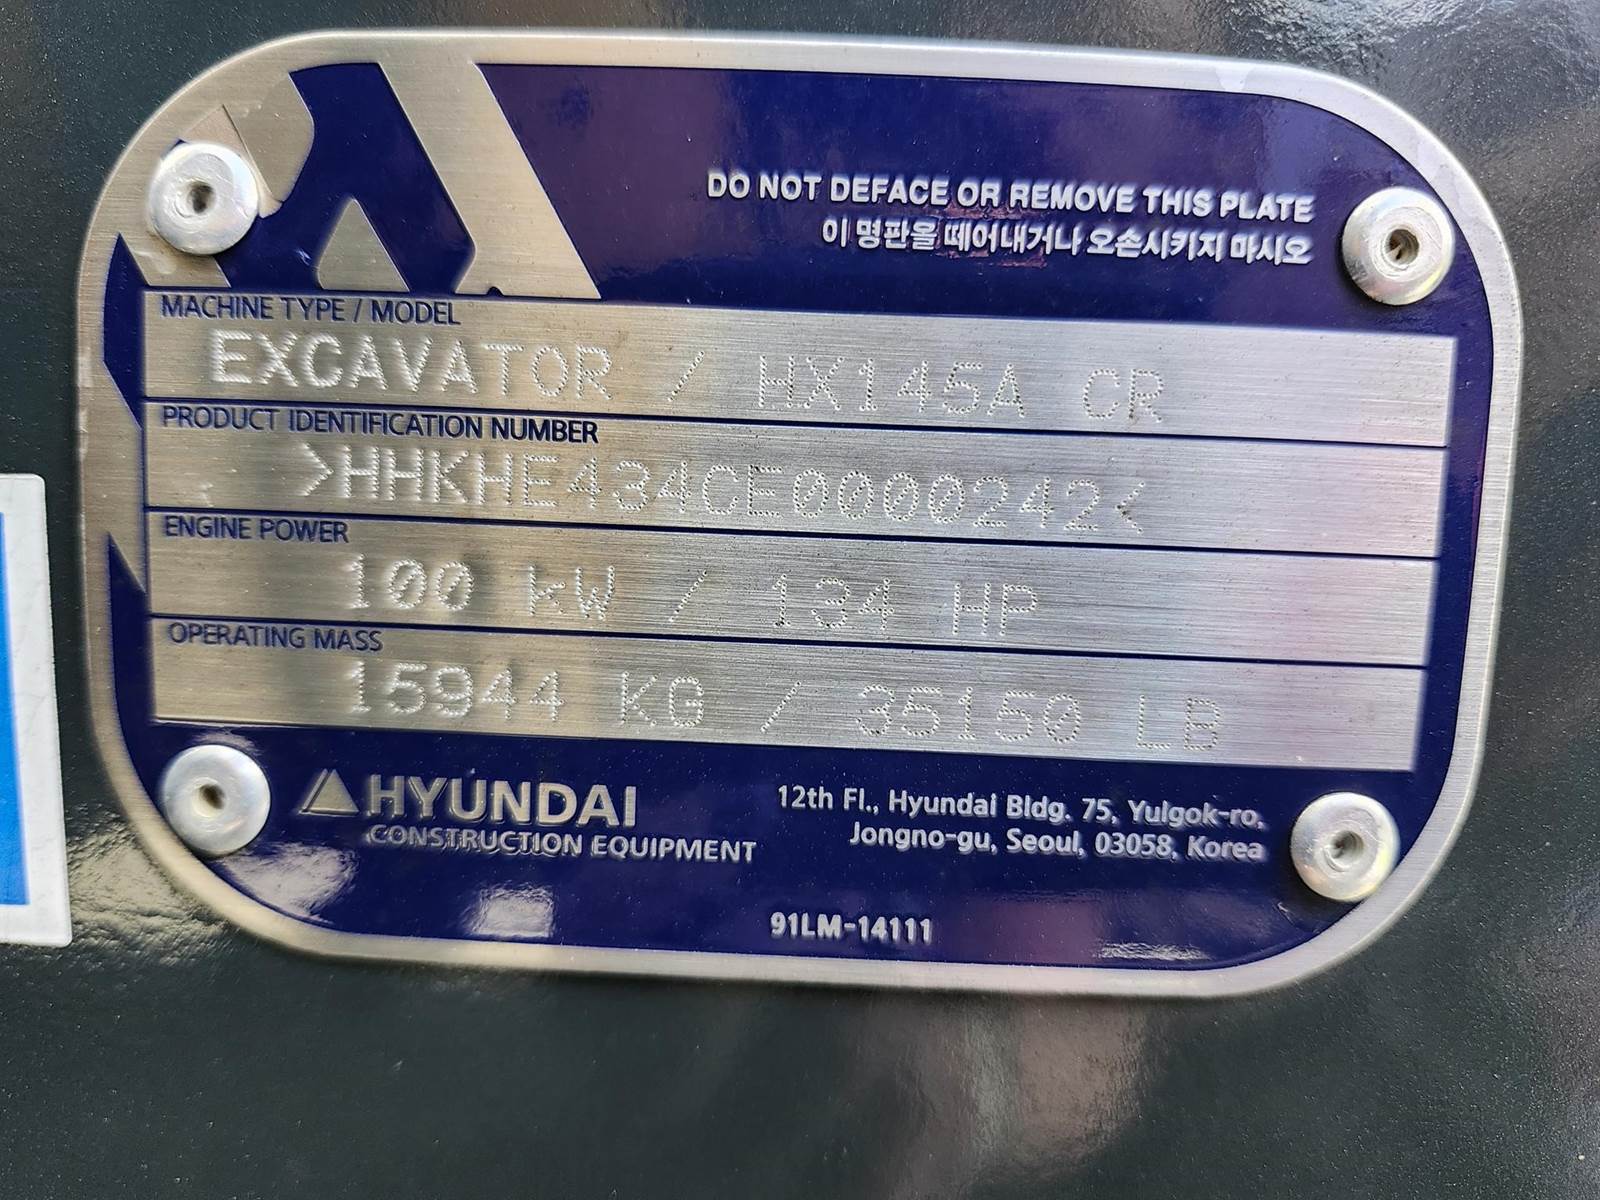 DO NOT DEFACE OR REMOVE THIS PLATE
이 명판을 떼어내거나 오손시키지 마시오
MACHINE TYPE / MODEL
EXCAVATOR / HX145A CR
PRODUCT IDENTIFICATION NUMBER
>HHKHE434CE0000242<
ENGINE POWER
100 kW / 134 HP
OPERATING MASS
15944 KG / 35150 LB
HYUNDAI
CONSTRUCTION EQUIPMENT
12th Fl., Hyundai Bldg. 75, Yulgok-ro,
Jongno-gu, Seoul, 03058, Korea
91LM-14111